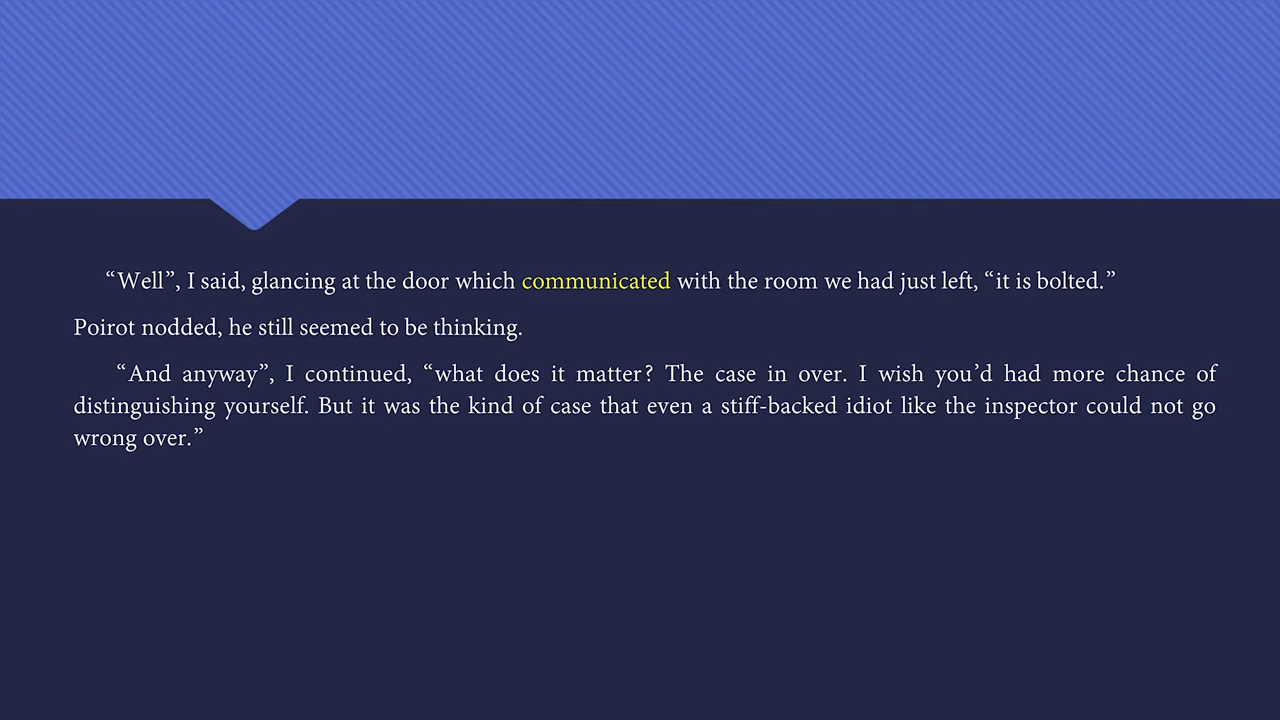 “Well”, I said, glancing at the door which communicated with the room we had just left, “it is bolted.”
Poirot nodded, he still seemed to be thinking.
“And anyway”, I continued, “what does it matter? The case in over. I wish you’d had more chance of
distinguishing yourself. But it was the kind of case that even a stiff-backed idiot like the inspector could not go
wrong over.”